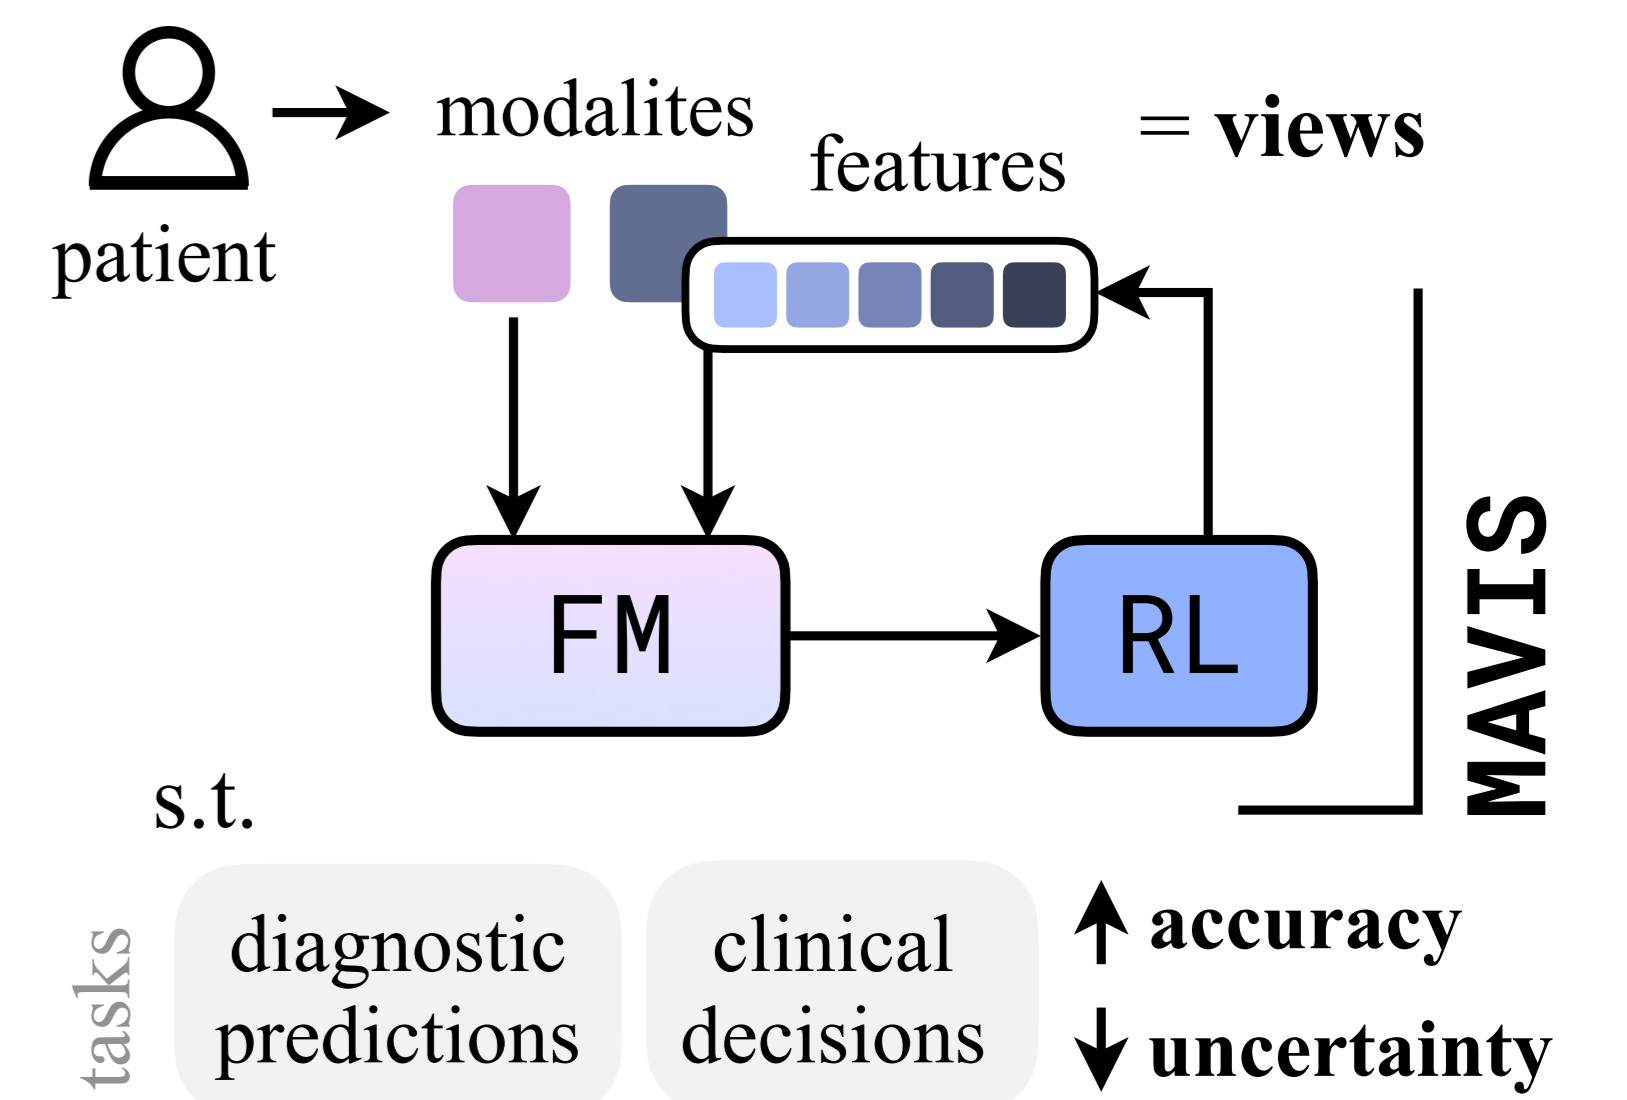 modalites
features
= views
patient
FM
RL
MAVIS
s.t.
tasks
diagnostic
predictions
clinical
decisions
accuracy
uncertainty